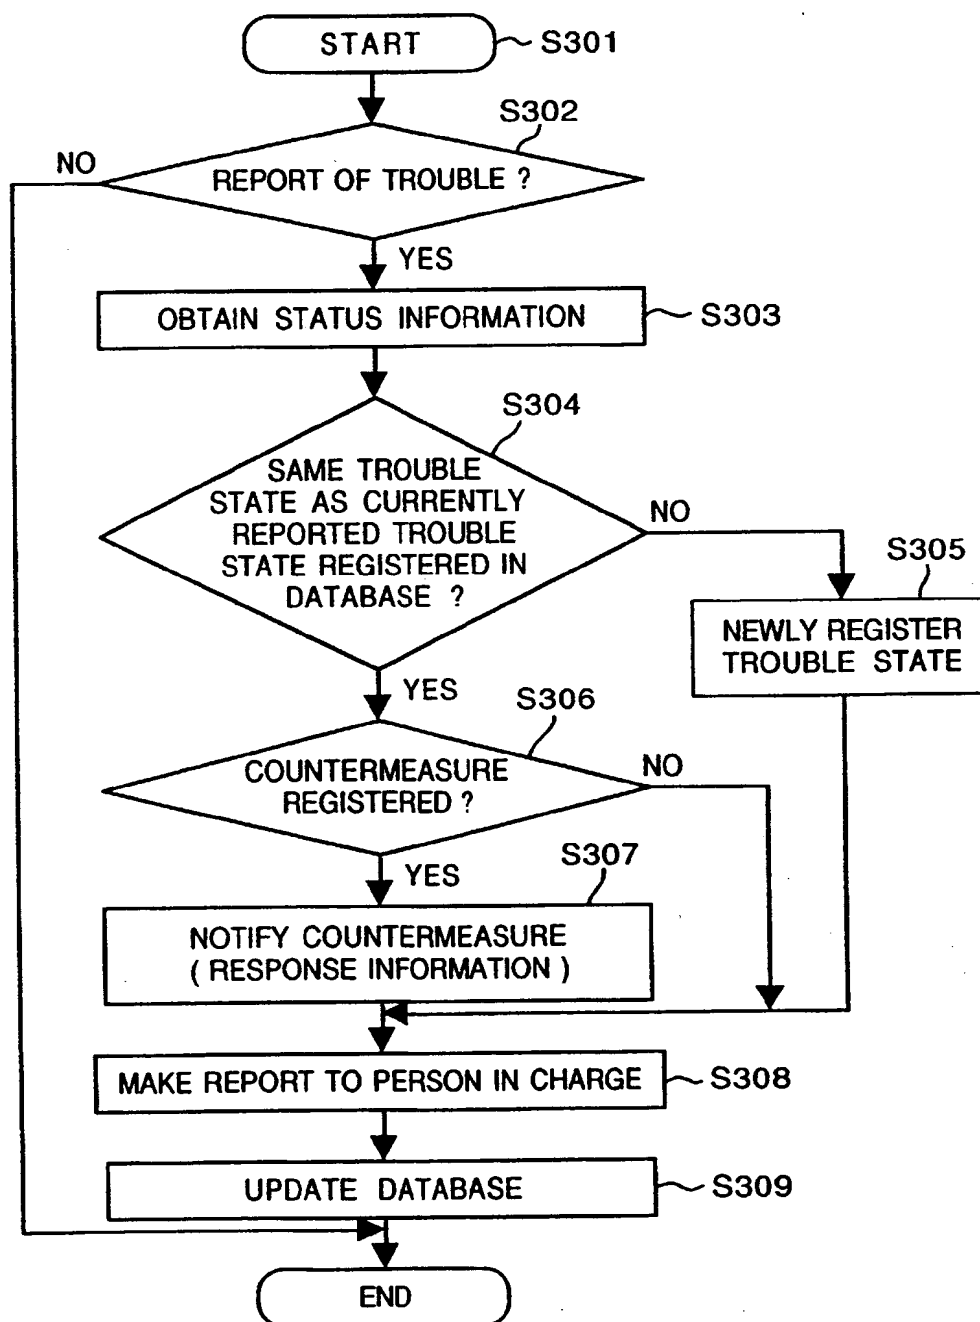 START
S301
S302
NO
REPORT OF TROUBLE ?
YES
OBTAIN STATUS INFORMATION
S303
S304
SAME TROUBLE
STATE AS CURRENTLY
REPORTED TROUBLE
STATE REGISTERED IN
DATABASE ?
NO
S305
NEWLY REGISTER
TROUBLE STATE
YES
S306
COUNTERMEASURE
REGISTERED ?
NO
YES
S307
NOTIFY COUNTERMEASURE
( RESPONSE INFORMATION )
MAKE REPORT TO PERSON IN CHARGE
S308
UPDATE DATABASE
S309
END